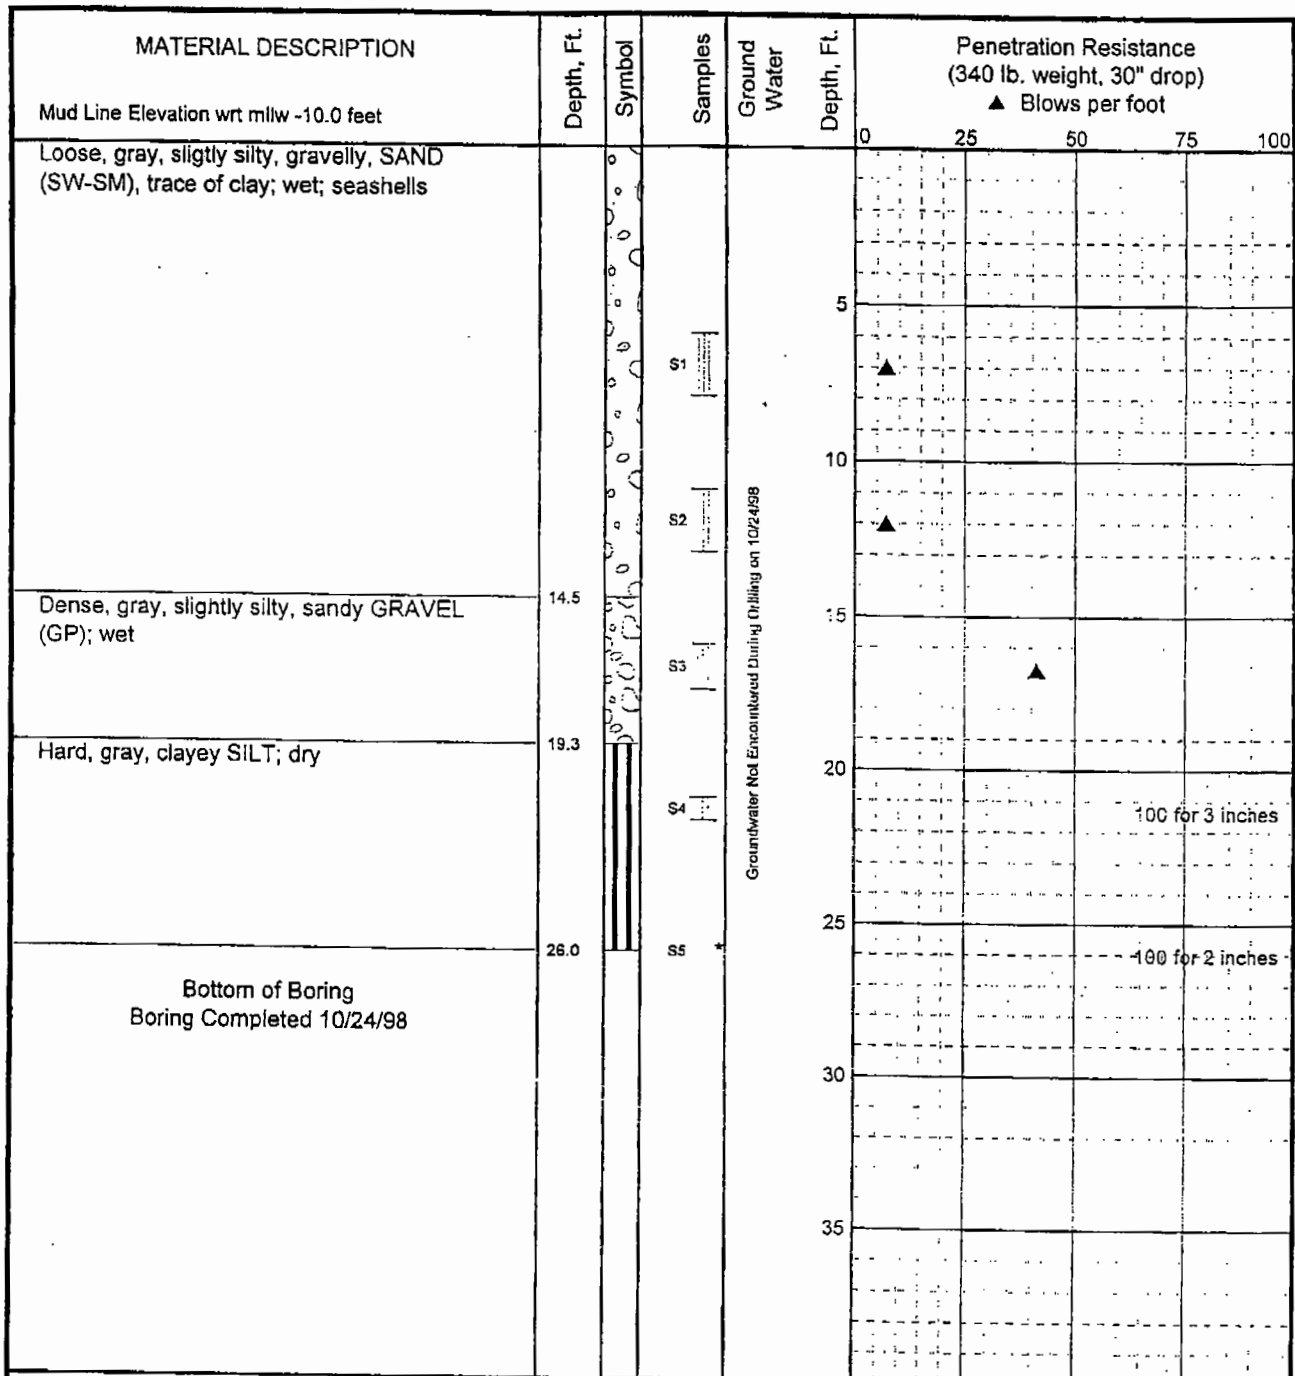 MATERIAL DESCRIPTION
Mud Line Elevation wrt mllw -10.0 feet
Depth, Ft.
Symbol
Samples
Ground
Water
Depth, Ft.
Penetration Resistance
(340 lb. weight, 30" drop)
▲ Blows per foot
0 25 50 75 100
Loose, gray, sligtly silty, gravelly, SAND
(SW-SM), trace of clay; wet; seashells
5
S1
10
S2
Groundwater Not Encountered During Drilling on 10/24/98
14.5
Dense, gray, slightly silty, sandy GRAVEL
(GP); wet
15
S3
19.3
Hard, gray, clayey SILT; dry
20
S4
100 for 3 inches
25
26.0
S5 *
100 for 2 inches
Bottom of Boring
Boring Completed 10/24/98
30
35